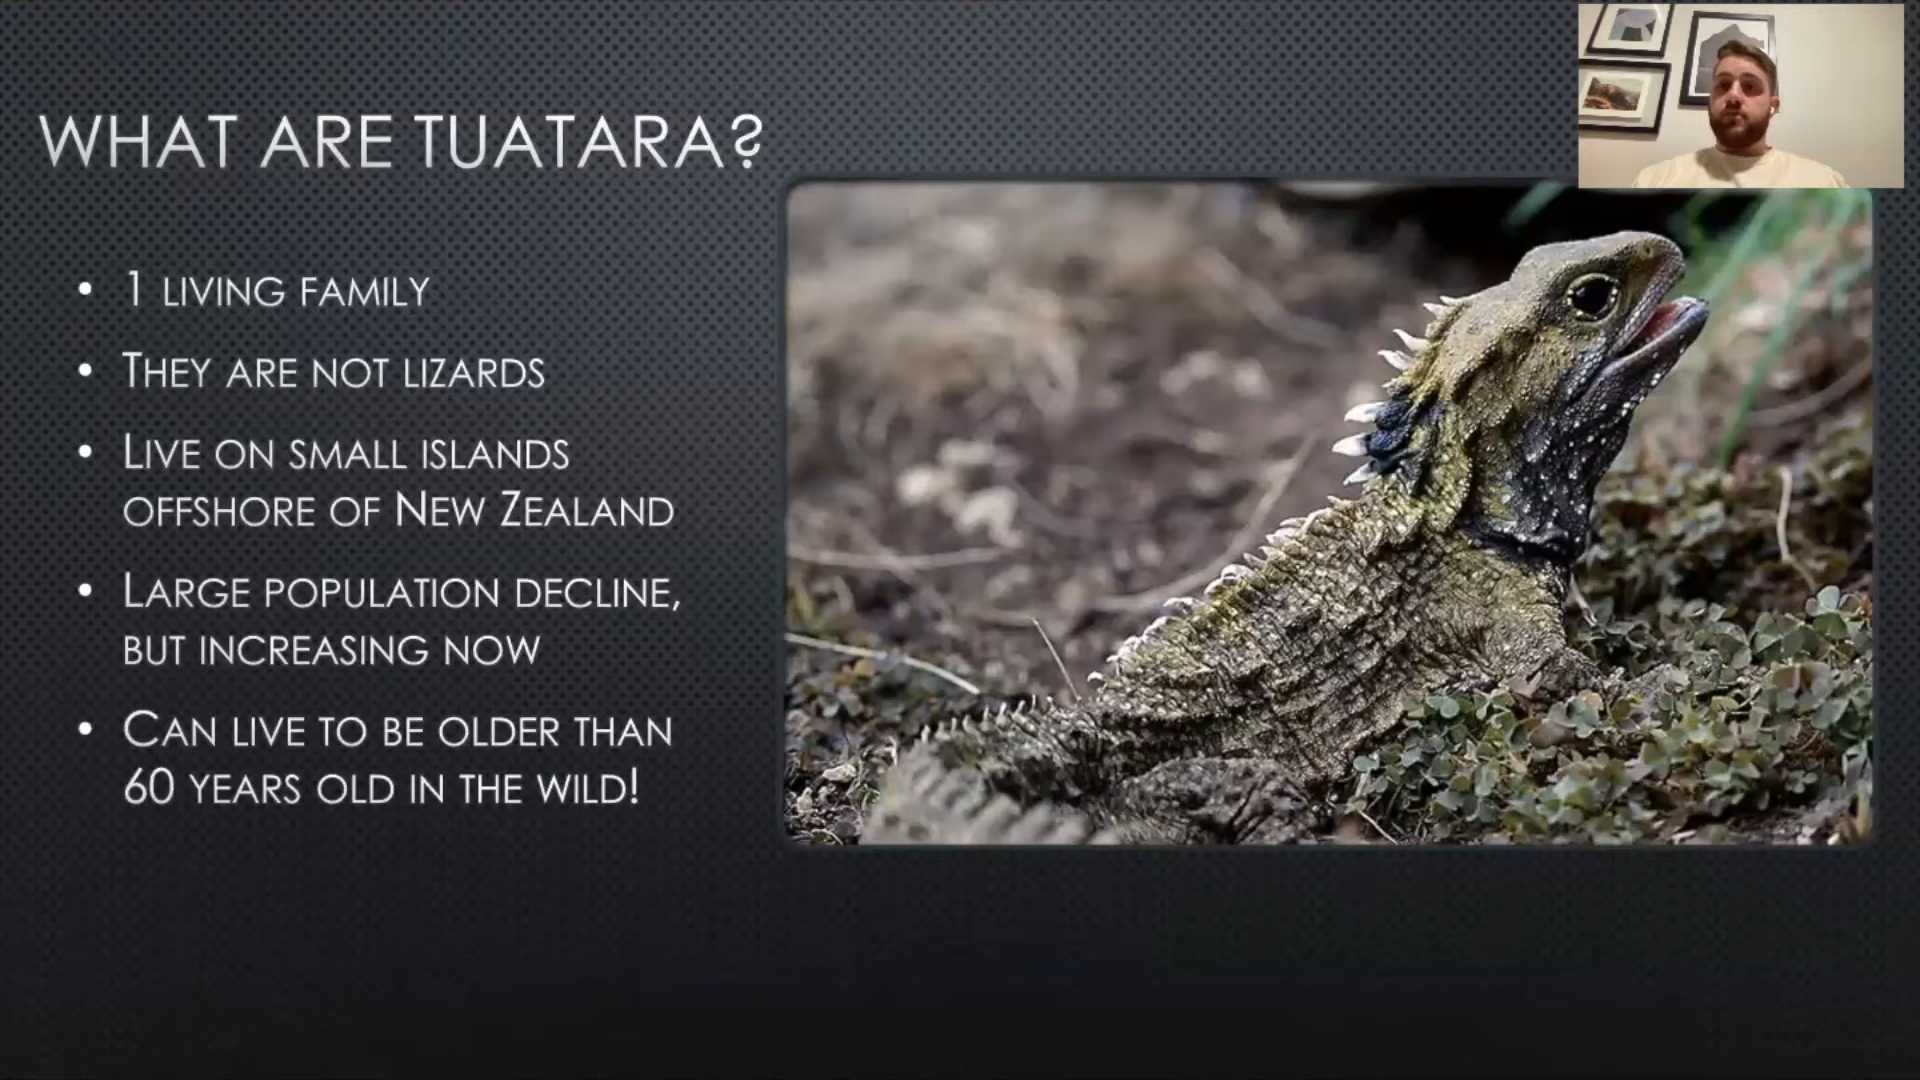 WHAT ARE TUATARA?
• 1 LIVING FAMILY
• THEY ARE NOT LIZARDS
• LIVE ON SMALL ISLANDS
OFFSHORE OF NEW ZEALAND
• LARGE POPULATION DECLINE,
BUT INCREASING NOW
• CAN LIVE TO BE OLDER THAN
60 YEARS OLD IN THE WILD!